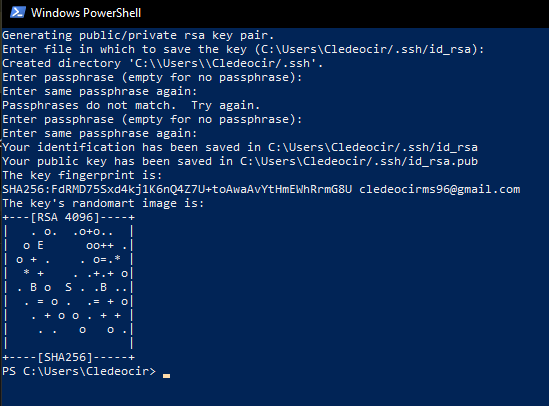 Windows PowerShell
Generating public/private rsa key pair.
Enter file in which to save the key (C:\Users\Cledeocir/.ssh/id_rsa):
Created directory 'C:\\Users\\Cledeocir/.ssh'.
Enter passphrase (empty for no passphrase):
Enter same passphrase again:
Passphrases do not match.  Try again.
Enter passphrase (empty for no passphrase):
Enter same passphrase again:
Your identification has been saved in C:\Users\Cledeocir/.ssh/id_rsa
Your public key has been saved in C:\Users\Cledeocir/.ssh/id_rsa.pub
The key fingerprint is:
SHA256:FdRMD75Sxd4kj1K6nQ4Z7U+toAwaAvYtHmEWhRrmG8U cledeocirms96@gmail.com
The key's randomart image is:
+---[RSA 4096]----+
|   . o.  .o+o..  |
|  o E      oo++ .|
| o + .    . o=.* |
|  * +    . .+.+ o|
| . B o  S . .B ..|
|  . = o .  .= + o|
|   . + o o . + + |
|    . .   o   o .|
|                 |
+----[SHA256]-----+
PS C:\Users\Cledeocir>